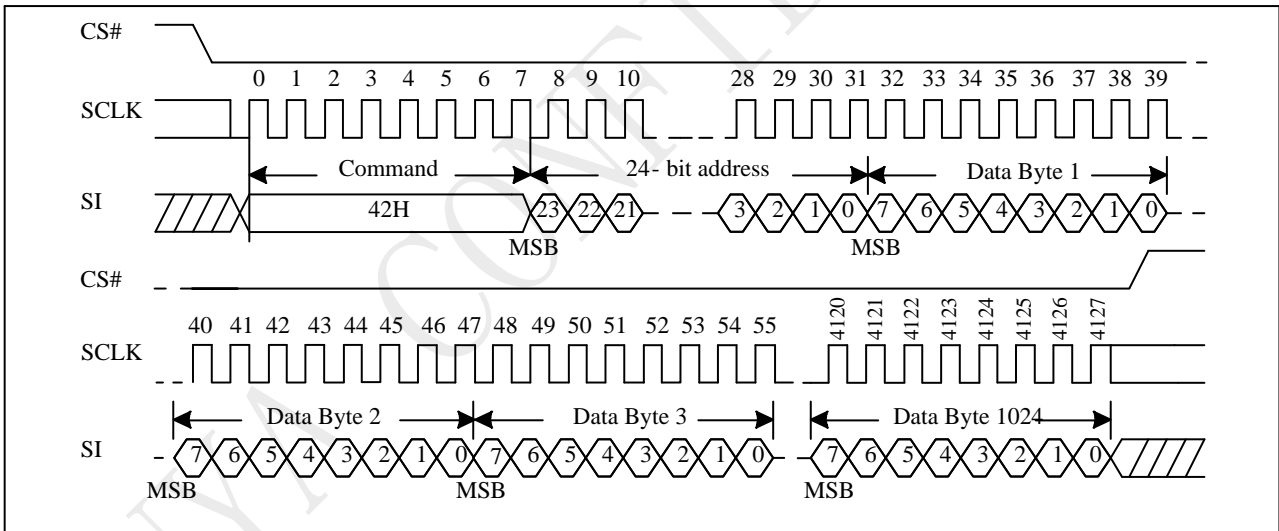 CS#
0 1 2 3 4 5 6 7 8 9 10 28 29 30 31 32 33 34 35 36 37 38 39
SCLK
Command 24- bit address Data Byte 1
SI 42H 23 22 21 3 2 1 0 7 6 5 4 3 2 1 0
MSB MSB
CS#
40 41 42 43 44 45 46 47 48 49 50 51 52 53 54 55 4120 4121 4122 4123 4124 4125 4126 4127
SCLK
Data Byte 2 Data Byte 3 Data Byte 1024
SI 7 6 5 4 3 2 1 0 7 6 5 4 3 2 1 0 7 6 5 4 3 2 1 0
MSB MSB MSB